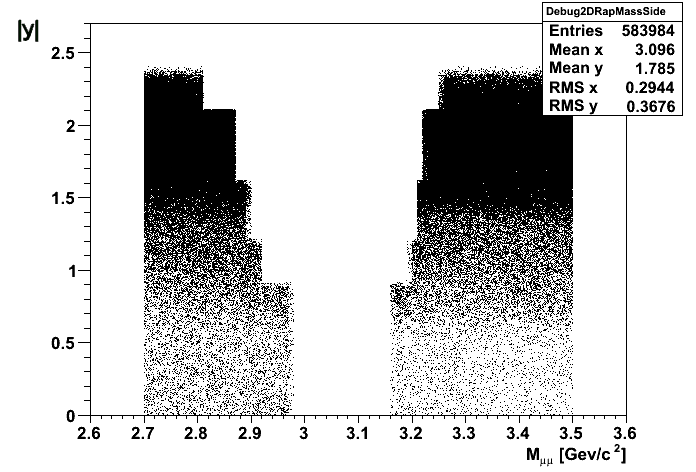 |y|
Debug2DRapMassSide
Entries 583984
Mean x 3.096
Mean y 1.785
RMS x 0.2944
RMS y 0.3676
2.5
2
1.5
1
0.5
0
2.6 2.7 2.8 2.9 3 3.1 3.2 3.3 3.4 3.5 3.6
Mμμ [Gev/c²]